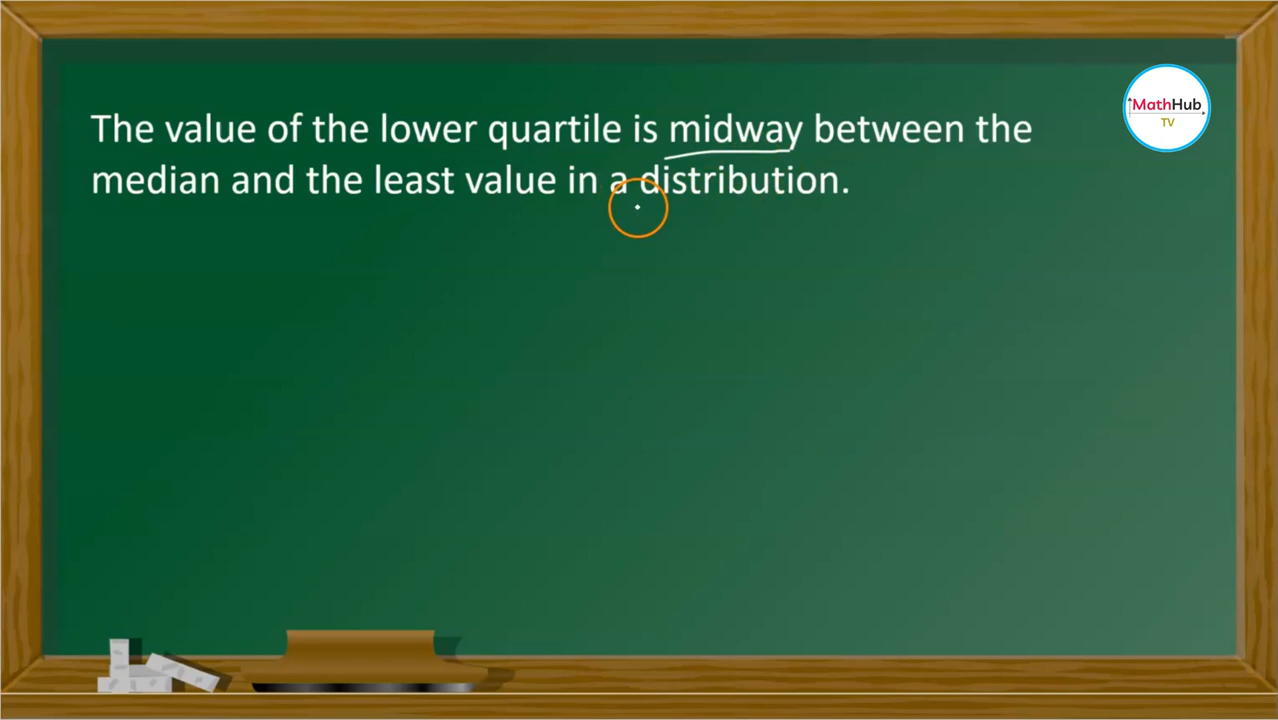 The value of the lower quartile is midway between the
median and the least value in a distribution.
MathHub
TV